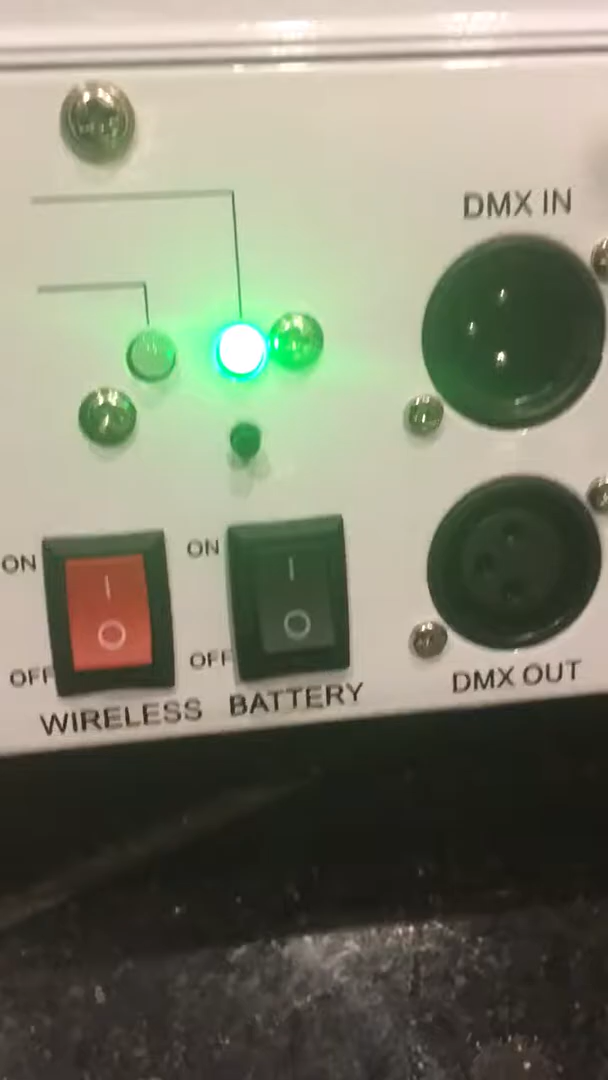 DMX IN
ON
ON
OFF
OFF
WIRELESS
BATTERY
DMX OUT